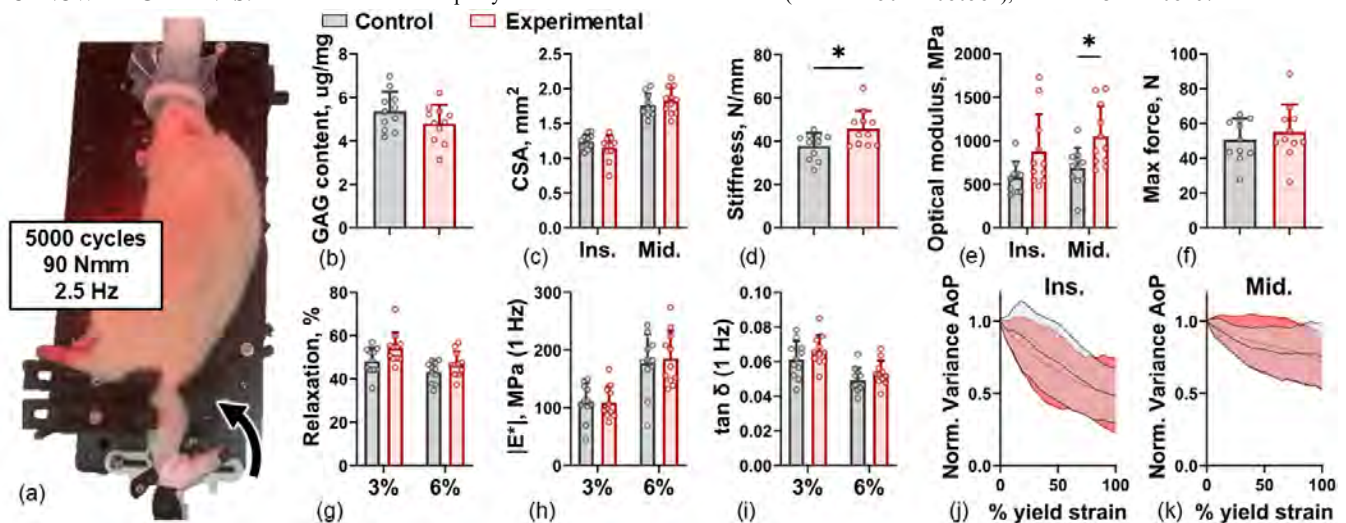 Control Experimental
5000 cycles
90 Nmm
2.5 Hz
(a)
GAG content, ug/mg
8
6
4
2
0
(b)
CSA, mm²
2.5
2.0
1.5
1.0
0.5
0.0
Ins. Mid.
(c)
Stiffness, N/mm
80
60
40
20
0
*
(d)
Optical modulus, MPa
2000
1500
1000
500
0
*
Ins. Mid.
(e)
Max force, N
100
80
60
40
20
0
(f)
Relaxation, %
80
60
40
20
0
3% 6%
(g)
|E*|, MPa (1 Hz)
300
200
100
0
3% 6%
(h)
tan δ (1 Hz)
0.10
0.08
0.06
0.04
0.02
0.00
3% 6%
(i)
Ins.
Norm. Variance AoP
1.0
0.5
0.0
0 50 100
% yield strain
(j)
Mid.
Norm. Variance AoP
1.0
0.5
0.0
0 50 100
% yield strain
(k)